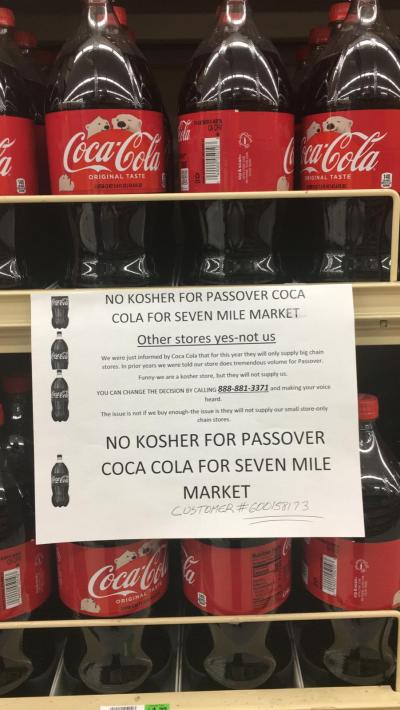 Coca-Cola
ORIGINAL TASTE
Coca-Cola
ORIGINAL TASTE
NO KOSHER FOR PASSOVER COCA
COLA FOR SEVEN MILE MARKET
Other stores yes-not us
We were just informed by Coca Cola that for this year they will only supply big chain
stores. In prior years we were told our store does tremendous volume for Passover.
Funny-we are a kosher store, but they will not supply us.
YOU CAN CHANGE THE DECISION BY CALLING 888-881-3371 and making your voice
heard.
The issue is not if we buy enough-the issue is they will not supply our small store-only
chain stores.
NO KOSHER FOR PASSOVER
COCA COLA FOR SEVEN MILE
MARKET
CUSTOMER # 600158173
Coca-Cola
ORIGINAL